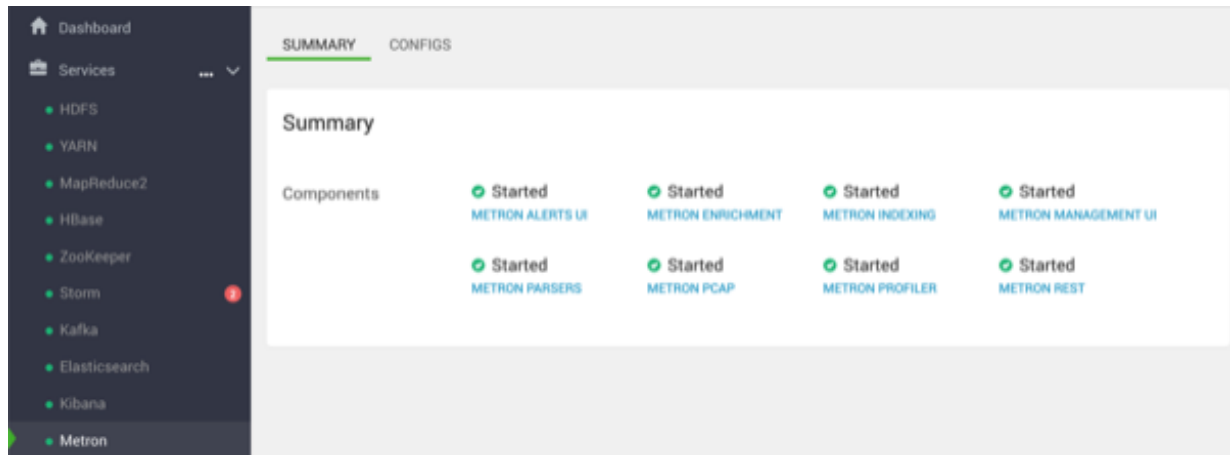 Dashboard
Services ...
HDFS
YARN
MapReduce2
HBase
ZooKeeper
Storm
Kafka
Elasticsearch
Kibana
Metron
SUMMARY CONFIGS
Summary
Components
Started Started Started Started
METRON ALERTS UI METRON ENRICHMENT METRON INDEXING METRON MANAGEMENT UI
Started Started Started Started
METRON PARSERS METRON PCAP METRON PROFILER METRON REST